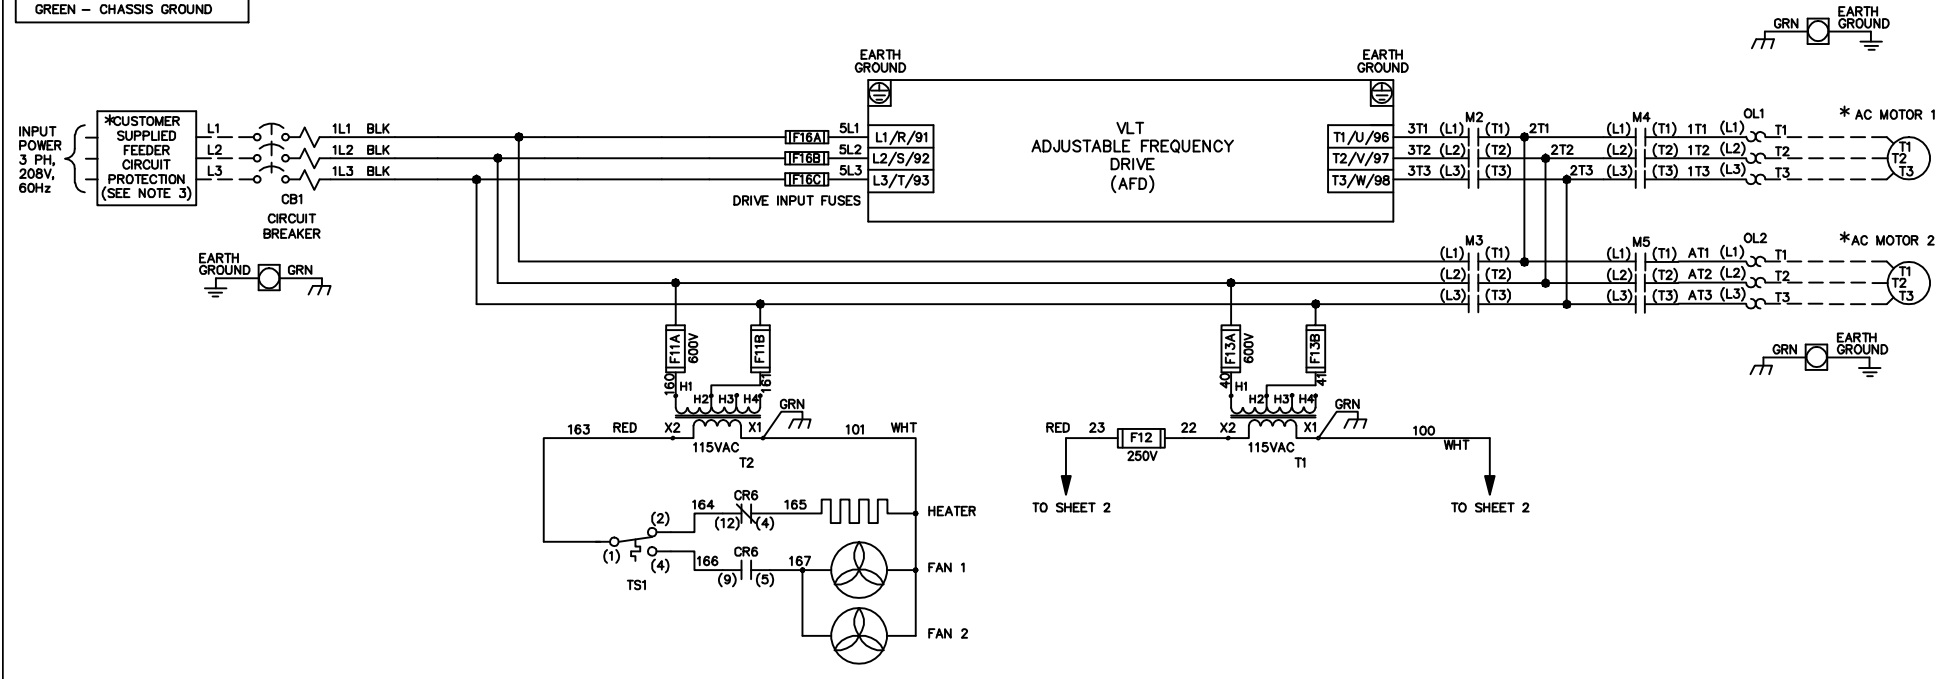 GREEN - CHASSIS GROUND
EARTH
GROUND
GRN
EARTH
GROUND
EARTH
GROUND
INPUT
POWER
3 PH,
208V,
60Hz
*CUSTOMER
SUPPLIED
FEEDER
CIRCUIT
PROTECTION
(SEE NOTE 3)
L1
L2
L3
CB1
CIRCUIT
BREAKER
1L1 BLK
1L2 BLK
1L3 BLK
F16A
F16B
F16C
DRIVE INPUT FUSES
5L1
5L2
5L3
L1/R/91
L2/S/92
L3/T/93
VLT
ADJUSTABLE FREQUENCY
DRIVE
(AFD)
T1/U/96
T2/V/97
T3/W/98
3T1 (L1) M2 (T1) 2T1 (L1) M4 (T1) 1T1 (L1) OL1 T1
3T2 (L2) (T2) 2T2 (L2) (T2) 1T2 (L2) T2
3T3 (L3) (T3) 2T3 (L3) (T3) 1T3 (L3) T3
* AC MOTOR 1
T1
T2
T3
EARTH
GROUND
GRN
(L1) M3 (T1) (L1) M5 (T1) AT1 (L1) OL2 T1
(L2) (T2) (L2) (T2) AT2 (L2) T2
(L3) (T3) (L3) (T3) AT3 (L3) T3
*AC MOTOR 2
T1
T2
T3
GRN
EARTH
GROUND
F11A
600V
F11B
160
161
H1
H2 H3 H4
GRN
163 RED X2 X1 101 WHT
115VAC
T2
F13A
600V
F13B
40
41
H1
H2 H3 H4
GRN
RED 23 F12 22 X2 X1 100
WHT
250V
115VAC
T1
TO SHEET 2
TO SHEET 2
164 CR6 165
(12) (4)
HEATER
(2)
(1)
(4)
TS1
166 CR6 167
(9) (5)
FAN 1
FAN 2